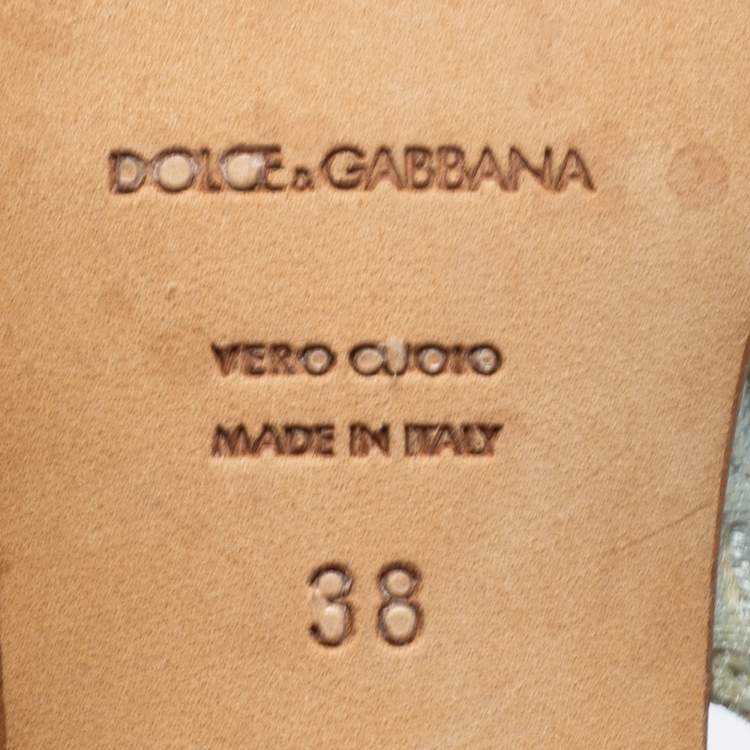 DOLCE & GABBANA
VERO CUOIO
MADE IN ITALY
38